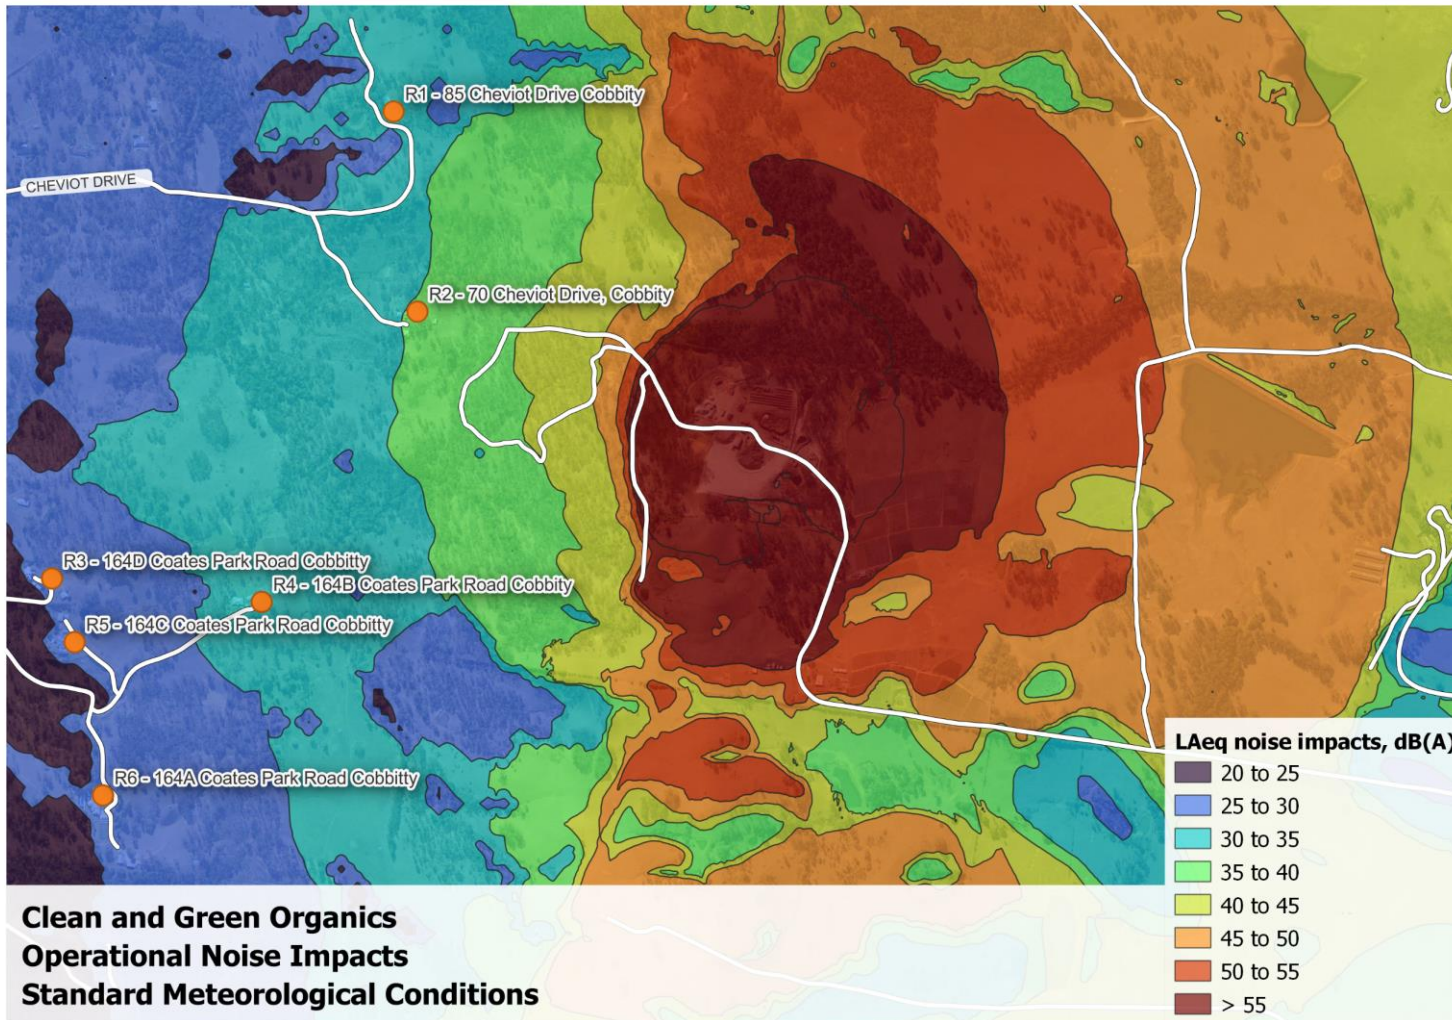 R1 - 85 Cheviot Drive Cobbity
CHEVIOT DRIVE
R2 - 70 Cheviot Drive, Cobbity
R3 - 164D Coates Park Road Cobbitty
R4 - 164B Coates Park Road Cobbity
R5 - 164C Coates Park Road Cobbitty
R6 - 164A Coates Park Road Cobbitty
LAeq noise impacts, dB(A)
20 to 25
25 to 30
30 to 35
35 to 40
40 to 45
45 to 50
50 to 55
> 55
Clean and Green Organics
Operational Noise Impacts
Standard Meteorological Conditions